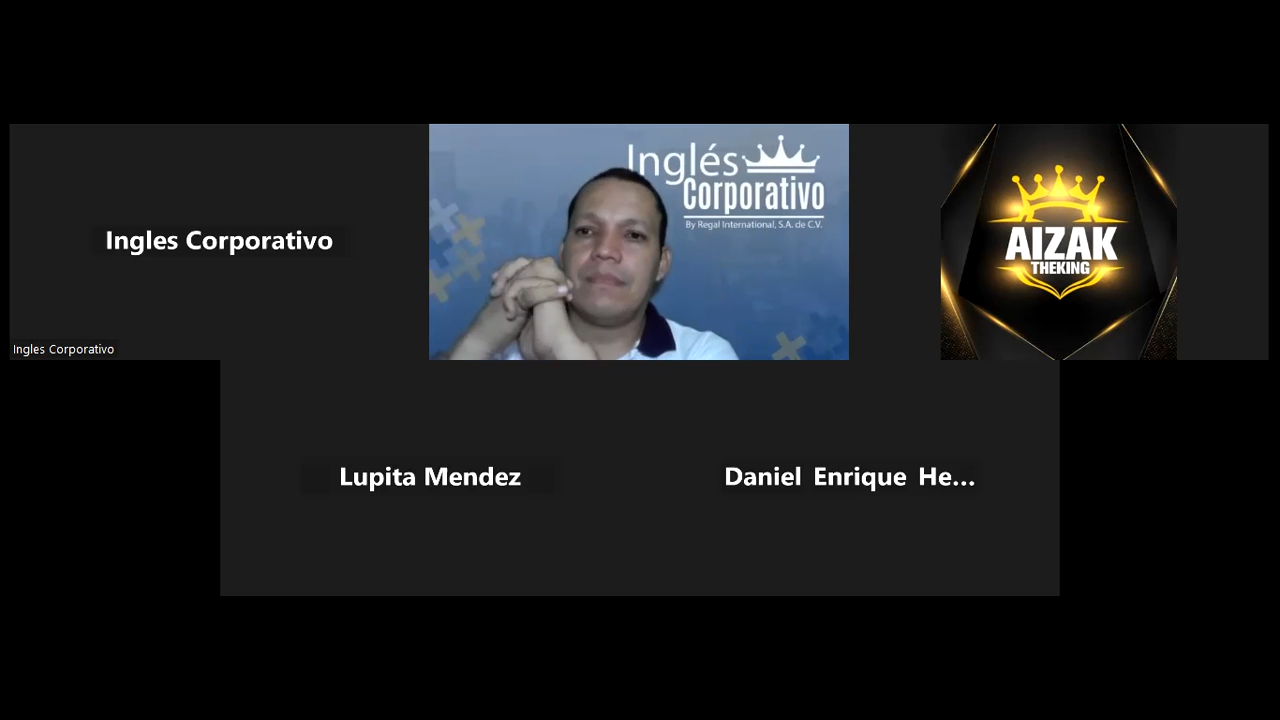 Ingles Corporativo
Ingles Corporativo
Inglés
Corporativo
By Regal International, S.A. de C.V.
AIZAK
THEKING
Lupita Mendez
Daniel Enrique He...